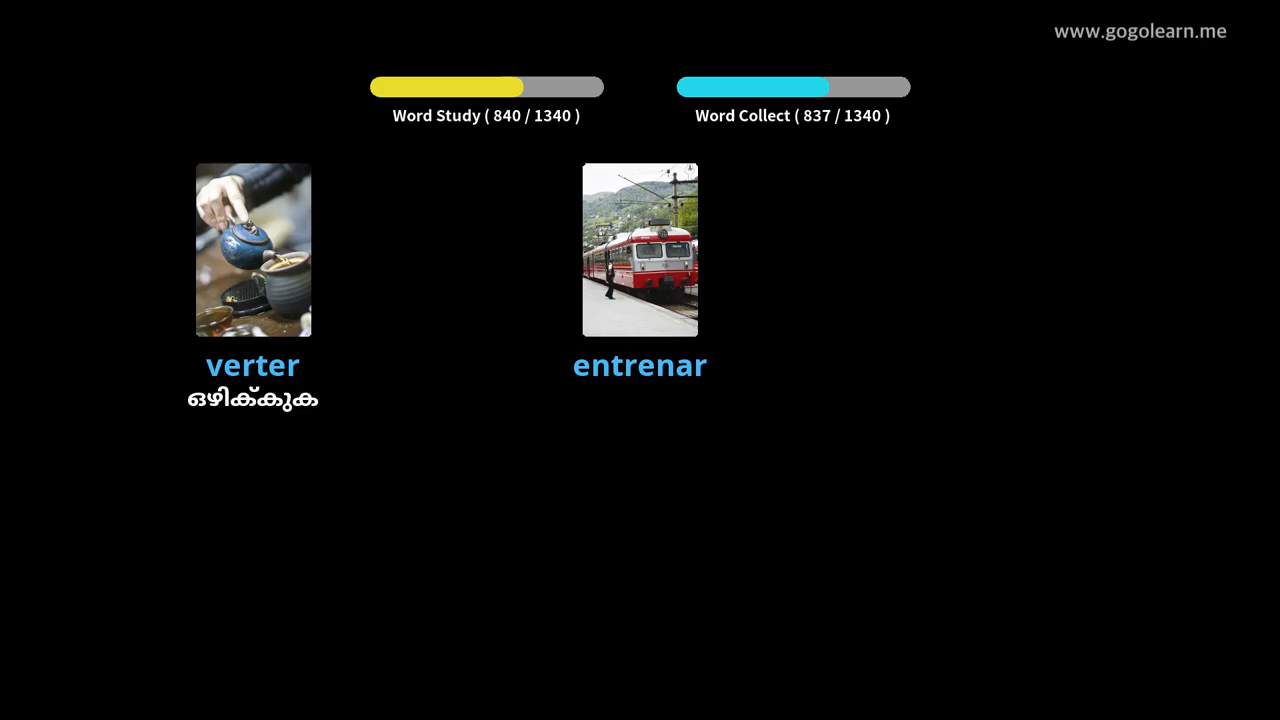 www.gogolearn.me
Word Study ( 840 / 1340 )
Word Collect ( 837 / 1340 )
verter
entrenar
ഒഴിക്കുക